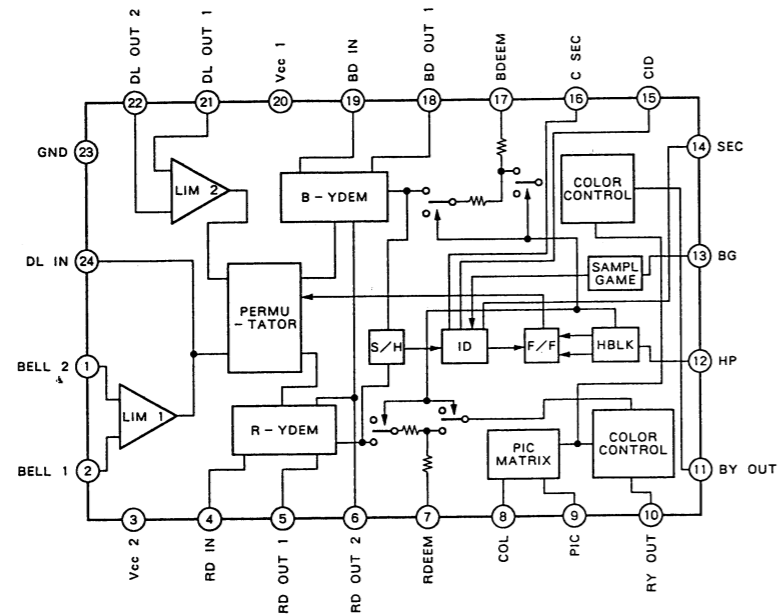 DL OUT 2
DL OUT 1
Vcc 1
BD IN
BD OUT 1
BDEEM
C SEC
CID
22
21
20
19
18
17
16
15
GND
23
LIM 2
B - YDEM
COLOR
CONTROL
14
SEC
DL IN
24
PERMU
-TATOR
SAMPL
GAME
13
BG
S/H
ID
F/F
HBLK
12
HP
BELL 2
1
LIM 1
R - YDEM
PIC
MATRIX
COLOR
CONTROL
11
BY OUT
BELL 1
2
3
4
5
6
7
8
9
10
Vcc 2
RD IN
RD OUT 1
RD OUT 2
RDEEM
COL
PIC
RY OUT